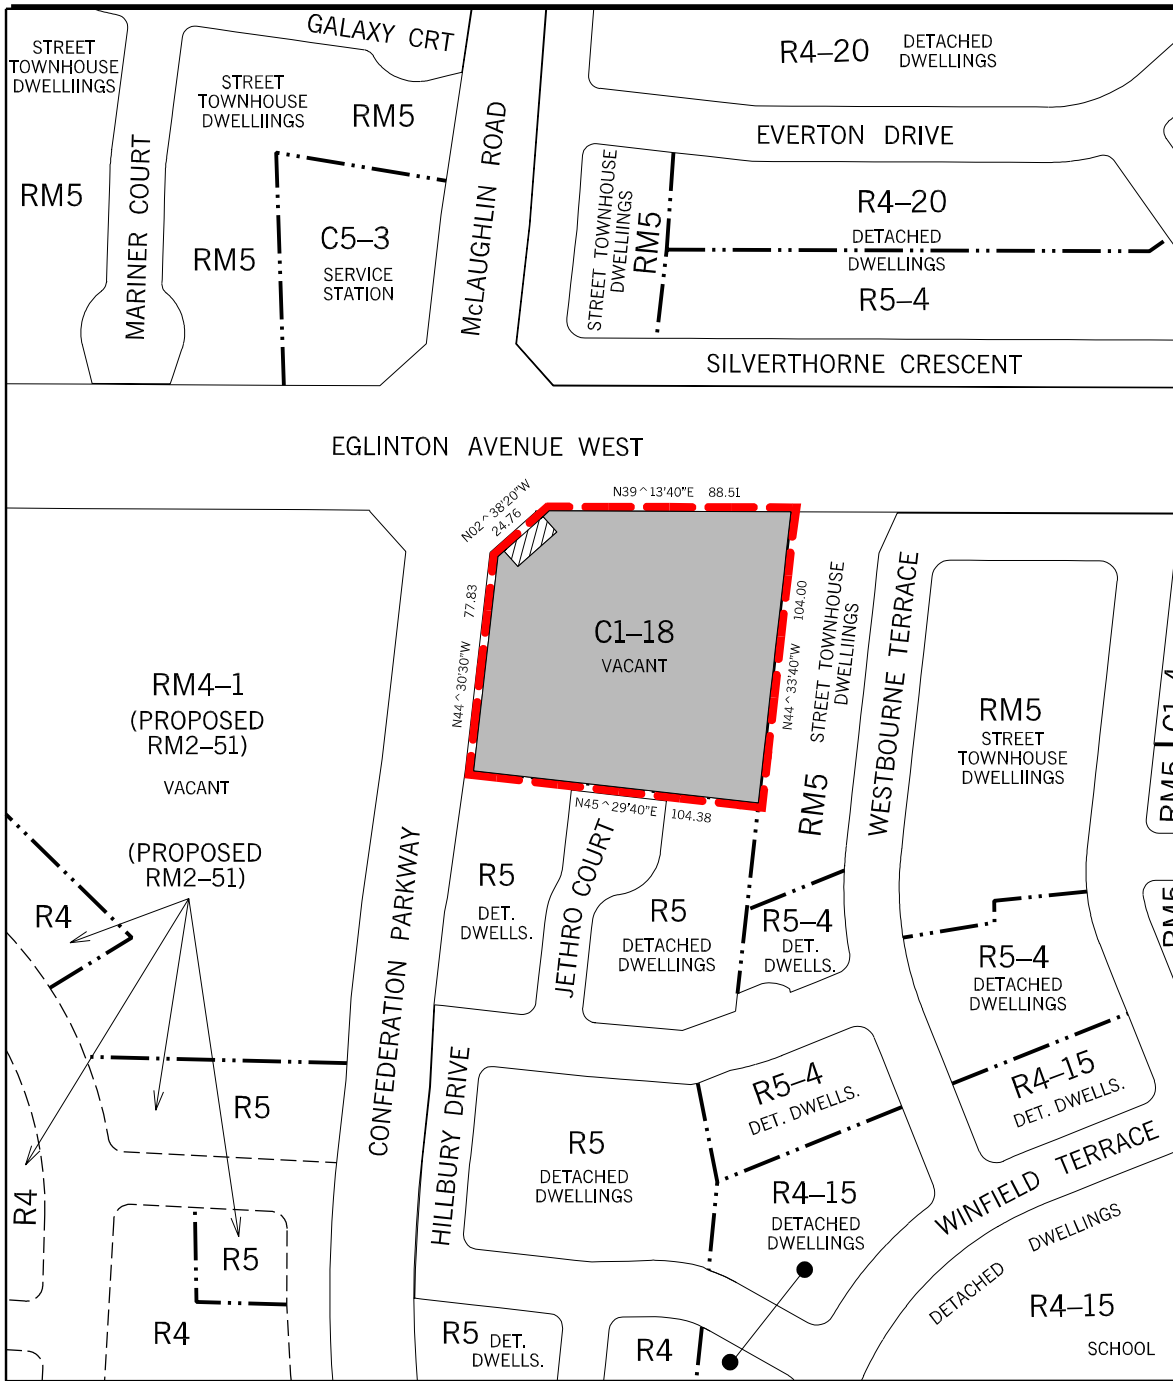 GALAXY CRT
STREET
TOWNHOUSE
DWELLIINGS
STREET
TOWNHOUSE
DWELLIINGS
RM5
RM5
RM5
MARINER COURT
C5–3
SERVICE
STATION
McLAUGHLIN ROAD
R4–20
DETACHED
DWELLINGS
EVERTON DRIVE
STREET TOWNHOUSE
DWELLIINGS
RM5
R4–20
DETACHED
DWELLINGS
R5–4
SILVERTHORNE CRESCENT
EGLINTON AVENUE WEST
N02^38'20"W
24.76
N39^13'40"E 88.51
77.83
N44^30'30"W
C1–18
VACANT
104.00
N44^33'40"W
N45^29'40"E 104.38
STREET TOWNHOUSE
DWELLIINGS
RM5
WESTBOURNE TERRACE
RM5
STREET
TOWNHOUSE
DWELLIINGS
C1–4
RM5
RM5
RM4–1
(PROPOSED
RM2–51)
VACANT
(PROPOSED
RM2–51)
R4
CONFEDERATION PARKWAY
R5
DET.
DWELLS.
JETHRO COURT
R5
DETACHED
DWELLINGS
R5–4
DET.
DWELLS.
R5–4
DETACHED
DWELLINGS
R4–15
DET. DWELLS.
R5
R4
R5
R4
HILLBURY DRIVE
R5
DETACHED
DWELLINGS
R5–4
DET. DWELLS.
R4–15
DETACHED
DWELLINGS
WINFIELD TERRACE
DETACHED DWELLINGS
R4–15
SCHOOL
R5 DET.
DWELLS.
R4